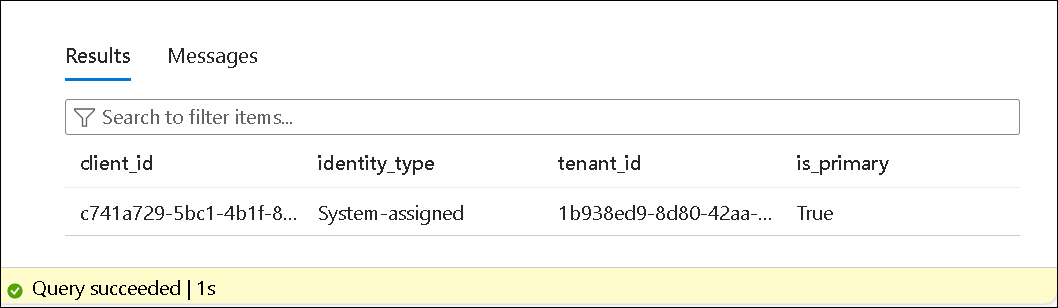 Results Messages
Search to filter items...
client_id identity_type tenant_id is_primary
c741a729-5bc1-4b1f-8... System-assigned 1b938ed9-8d80-42aa-... True
Query succeeded | 1s